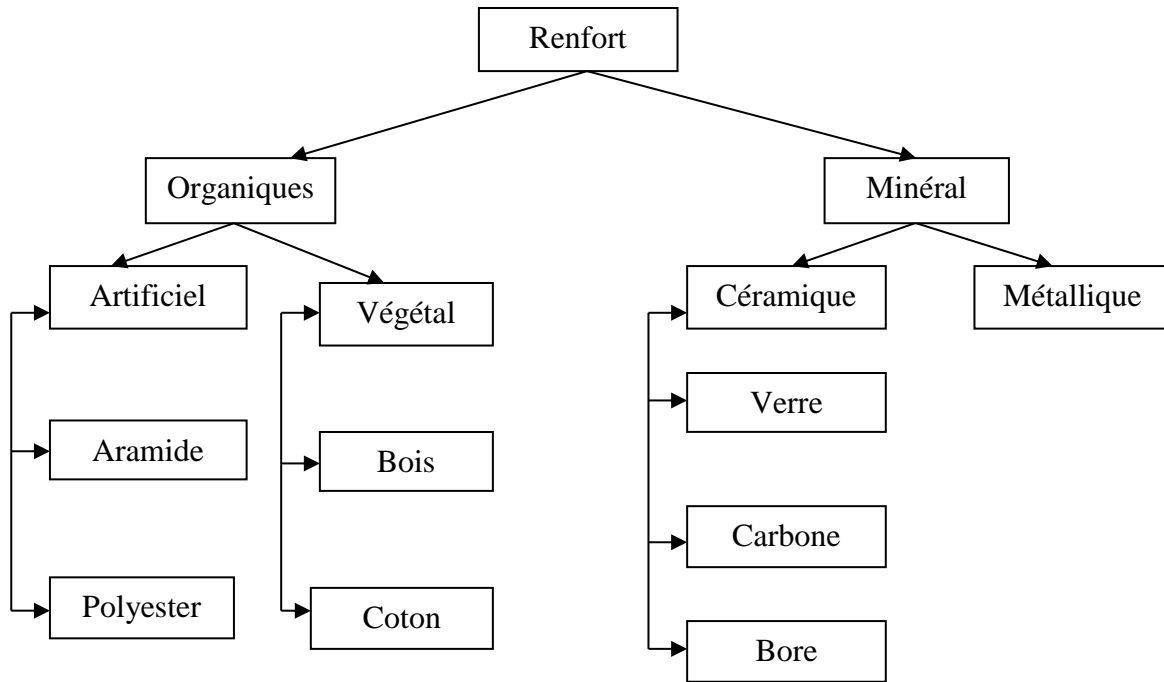 Renfort
Organiques
Minéral
Artificiel
Végétal
Céramique
Métallique
Verre
Aramide
Bois
Carbone
Polyester
Coton
Bore